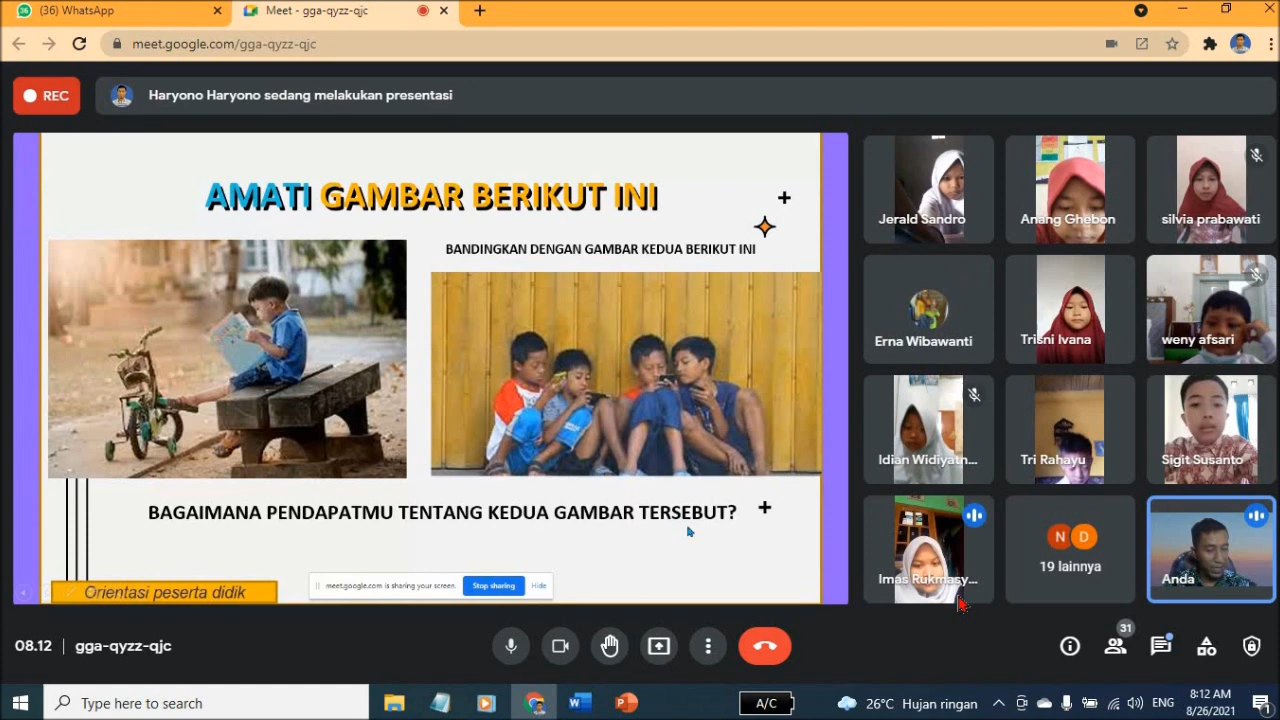 (36) WhatsApp
Meet - gga-qyzz-qjc
meet.google.com/gga-qyzz-qjc
REC
Haryono Haryono sedang melakukan presentasi
AMATI GAMBAR BERIKUT INI
BANDINGKAN DENGAN GAMBAR KEDUA BERIKUT INI
BAGAIMANA PENDAPATMU TENTANG KEDUA GAMBAR TERSEBUT?
Orientasi peserta didik
meet.google.com is sharing your screen.
Stop sharing
Hide
Jerald Sandro
Anang Ghebon
silvia prabawati
Erna Wibawanti
Trisni Ivana
weny afsari
Idian Widiyatn...
Tri Rahayu
Sigit Susanto
Imas Rukmasy...
N D
19 lainnya
Anda
08.12 | gga-qyzz-qjc
31
Type here to search
A/C
26°C Hujan ringan
ENG
8:12 AM
8/26/2021
1